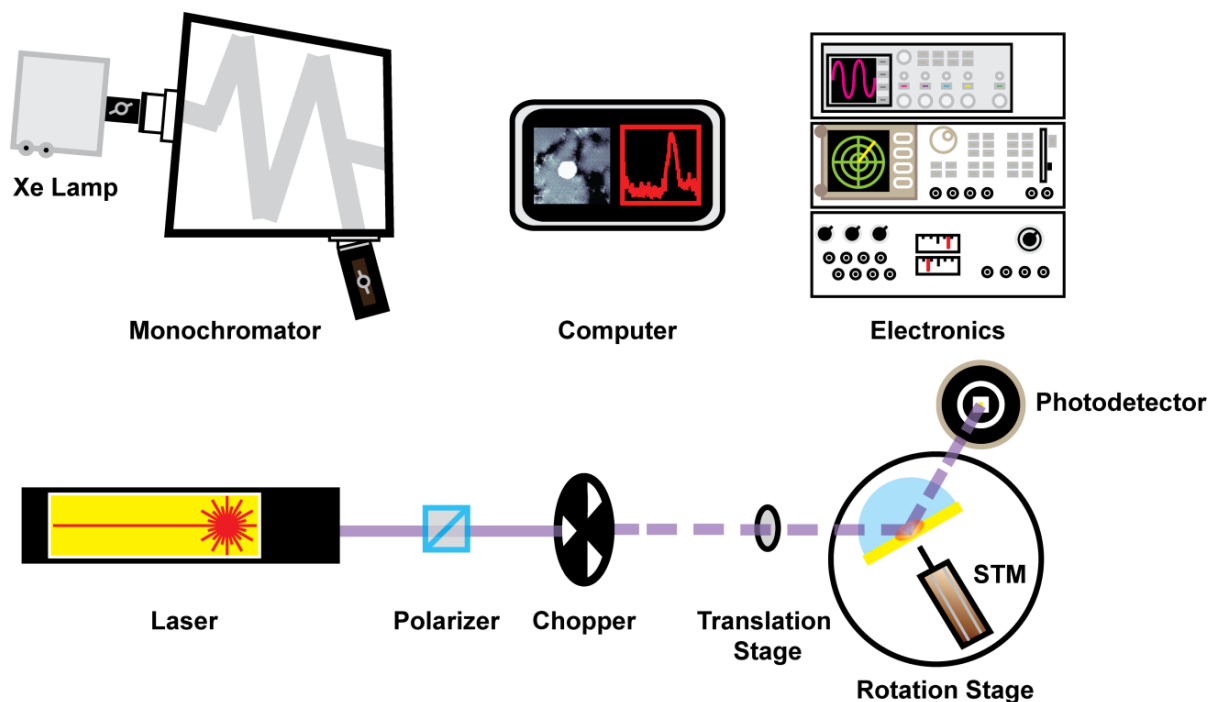 Xe Lamp
Monochromator
Computer
Electronics
Photodetector
Laser
Polarizer
Chopper
Translation
Stage
STM
Rotation Stage